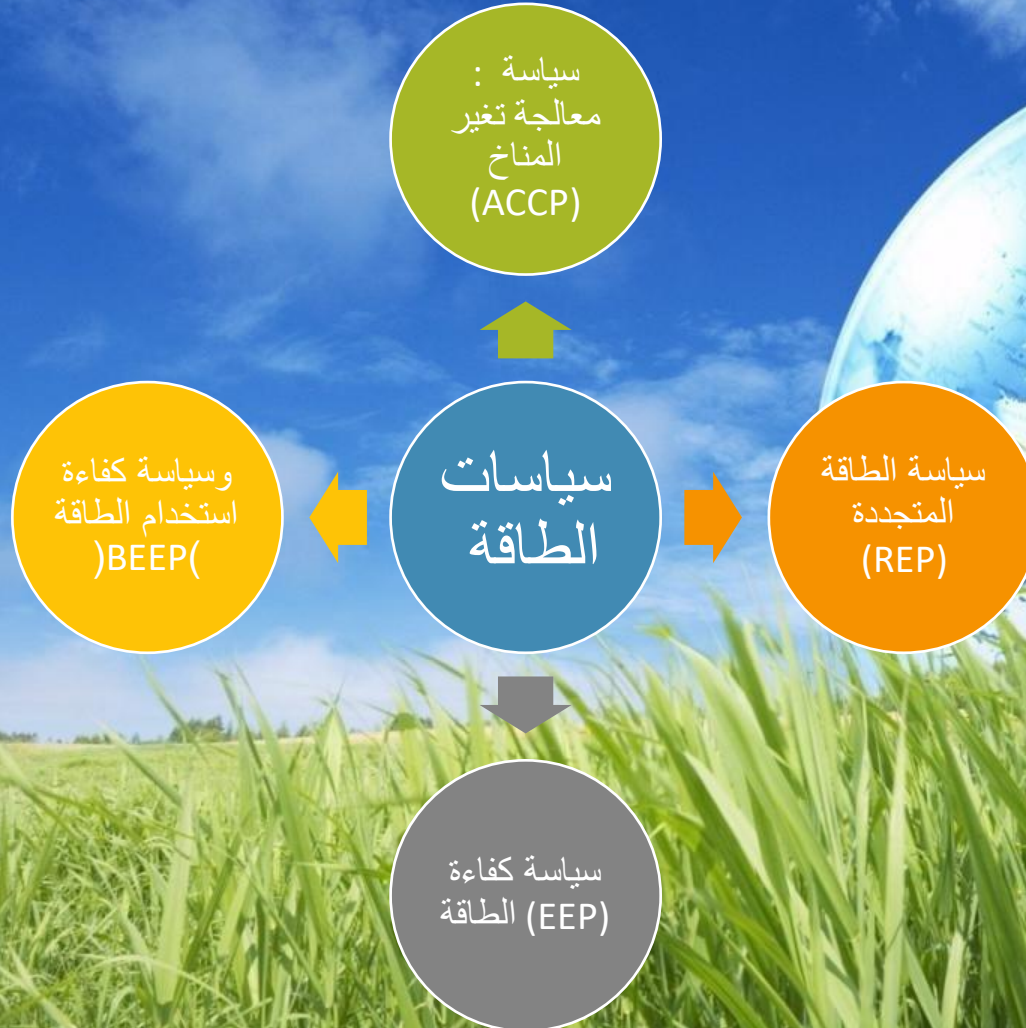 سياسة :
معالجة تغير
المناخ
(ACCP)
سياسات
الطاقة
سياسة الطاقة
المتجددة
(REP)
وسياسة كفاءة
استخدام الطاقة
)BEEP(
سياسة كفاءة
الطاقة (EEP)